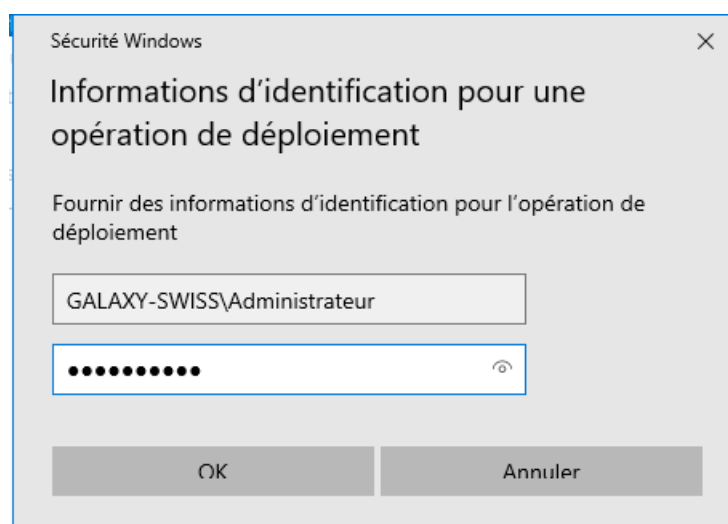 Sécurité Windows
Informations d’identification pour une
opération de déploiement
Fournir des informations d’identification pour l’opération de
déploiement
GALAXY-SWISS\Administrateur
●●●●●●●●●●
OK
Annuler